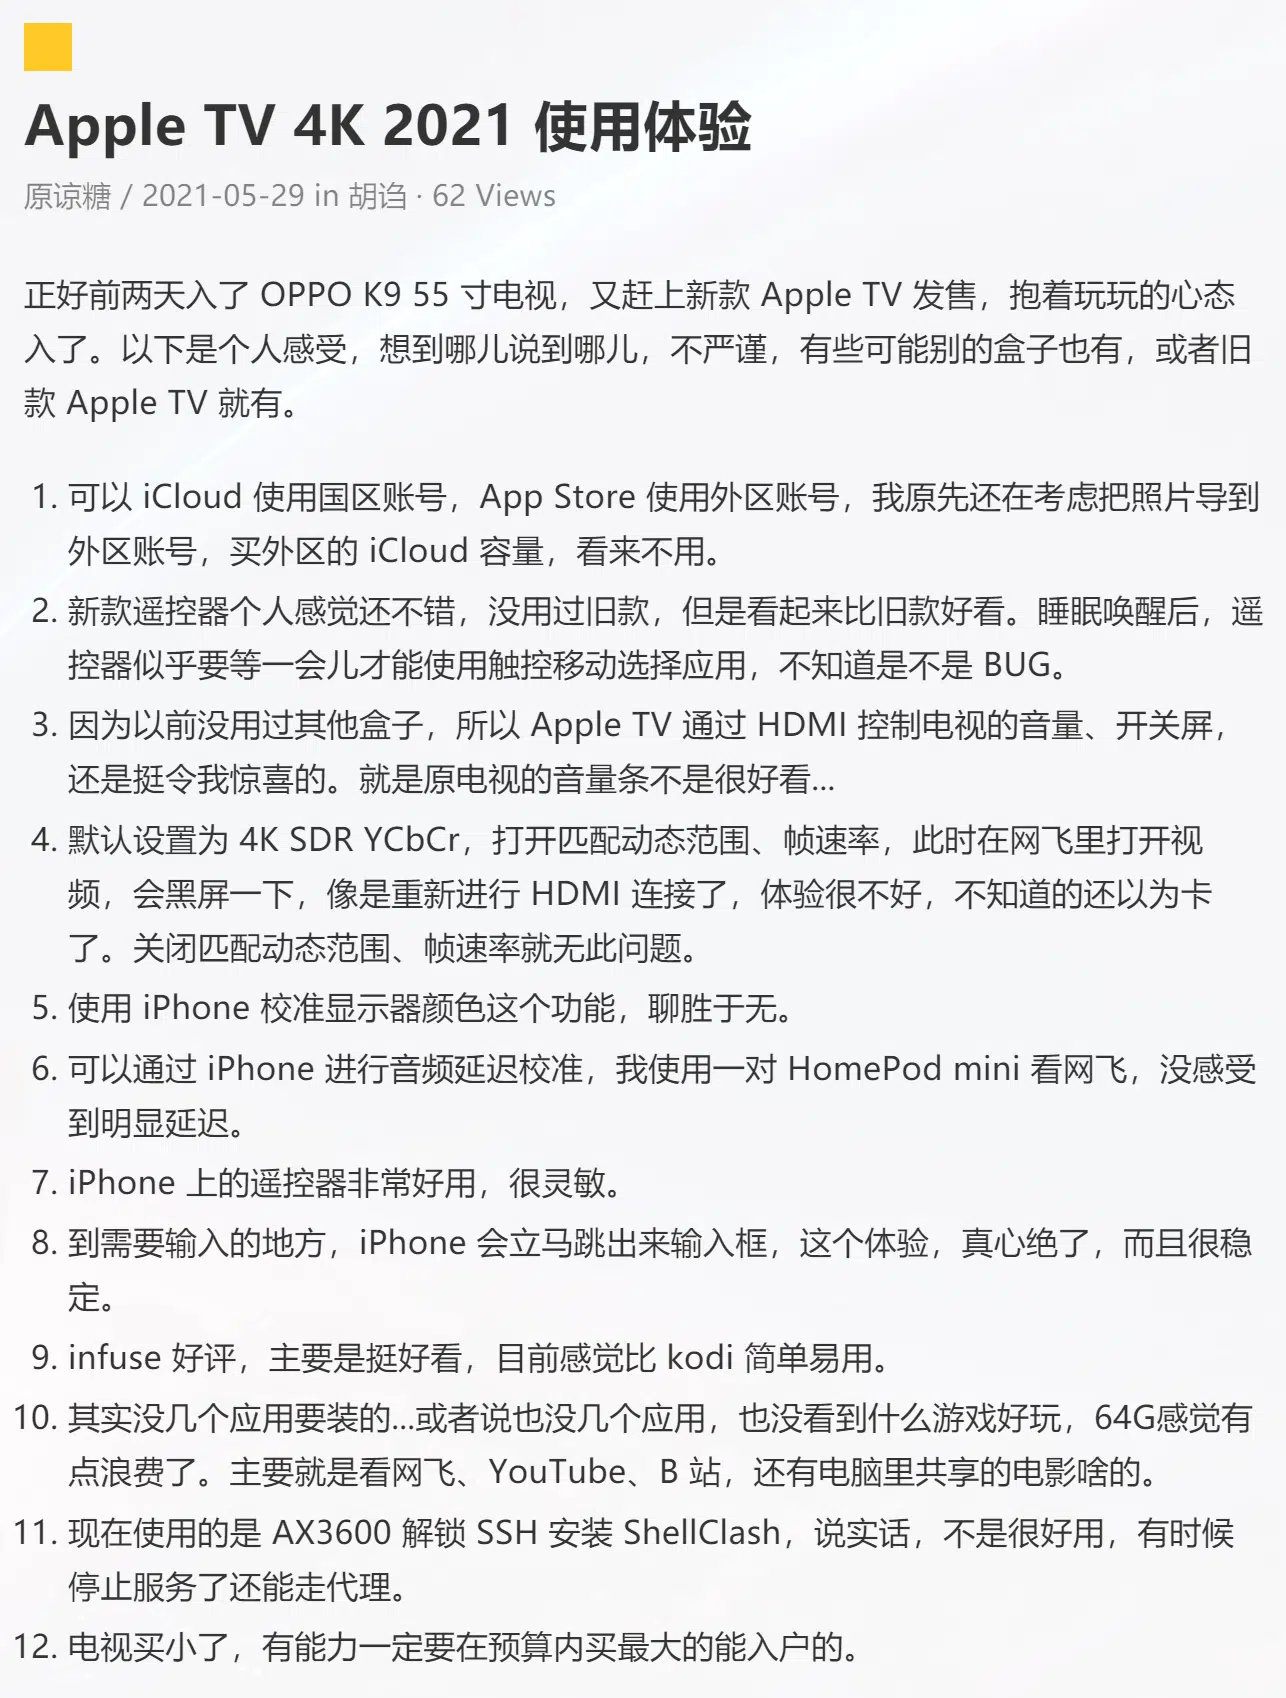 Apple TV 4K 2021 使用体验
原谅糖 / 2021-05-29 in 胡诌 · 62 Views
正好前两天入了 OPPO K9 55 寸电视，又赶上新款 Apple TV 发售，抱着玩玩的心态
入了。以下是个人感受，想到哪儿说到哪儿，不严谨，有些可能别的盒子也有，或者旧
款 Apple TV 就有。
1. 可以 iCloud 使用国区账号，App Store 使用外区账号，我原先还在考虑把照片导到
外区账号，买外区的 iCloud 容量，看来不用。
2. 新款遥控器个人感觉还不错，没用过旧款，但是看起来比旧款好看。睡眠唤醒后，遥
控器似乎要等一会儿才能使用触控移动选择应用，不知道是不是 BUG。
3. 因为以前没用过其他盒子，所以 Apple TV 通过 HDMI 控制电视的音量、开关屏，
还是挺令我惊喜的。就是原电视的音量条不是很好看...
4. 默认设置为 4K SDR YCbCr，打开匹配动态范围、帧速率，此时在网飞里打开视
频，会黑屏一下，像是重新进行 HDMI 连接了，体验很不好，不知道的还以为卡
了。关闭匹配动态范围、帧速率就无此问题。
5. 使用 iPhone 校准显示器颜色这个功能，聊胜于无。
6. 可以通过 iPhone 进行音频延迟校准，我使用一对 HomePod mini 看网飞，没感受
到明显延迟。
7. iPhone 上的遥控器非常好用，很灵敏。
8. 到需要输入的地方，iPhone 会立马跳出来输入框，这个体验，真心绝了，而且很稳
定。
9. infuse 好评，主要是挺好看，目前感觉比 kodi 简单易用。
10. 其实没几个应用要装的...或者说也没几个应用，也没看到什么游戏好玩，64G感觉有
点浪费了。主要就是看网飞、YouTube、B 站，还有电脑里共享的电影啥的。
11. 现在使用的是 AX3600 解锁 SSH 安装 ShellClash，说实话，不是很好用，有时候
停止服务了还能走代理。
12. 电视买小了，有能力一定要在预算内买最大的能入户的。